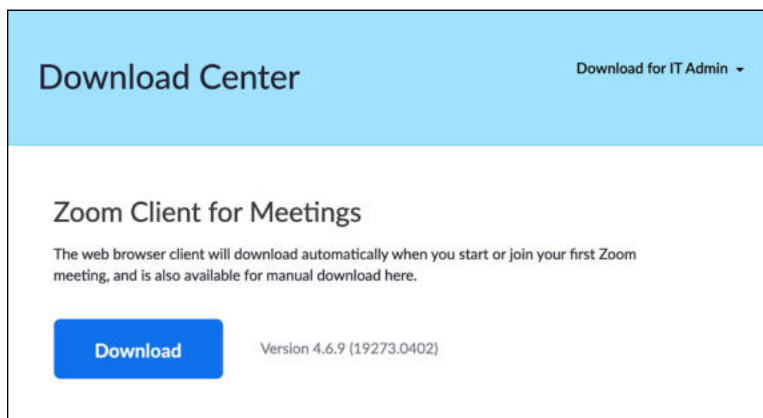 Download Center
Download for IT Admin
Zoom Client for Meetings
The web browser client will download automatically when you start or join your first Zoom
meeting, and is also available for manual download here.
Download
Version 4.6.9 (19273.0402)